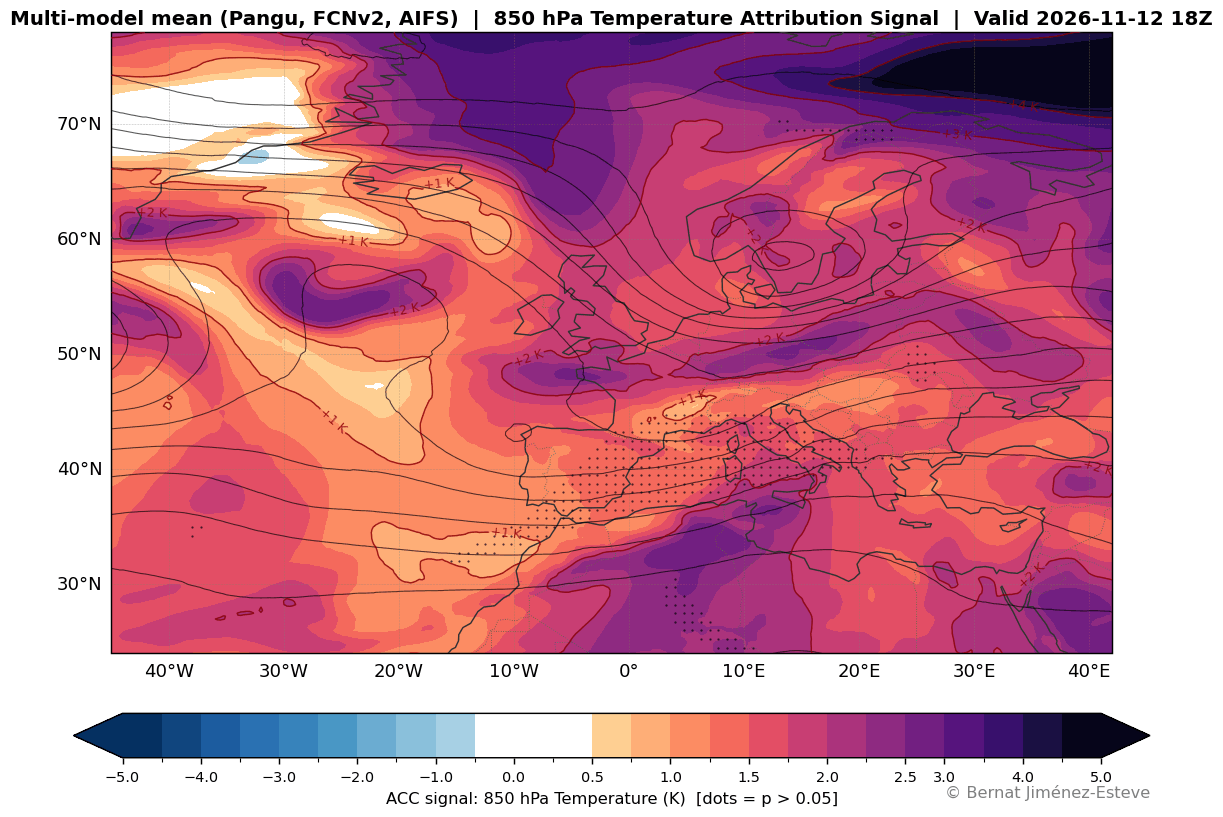 Multi-model mean (Pangu, FCNv2, AIFS) | 850 hPa Temperature Attribution Signal | Valid 2026-11-12 18Z
70°N
60°N
50°N
40°N
30°N
+4 K
+3 K
+1 K
+2 K
+2 K
+2 K
+1 K
+2 K
+2 K
+2 K
+1 K
+1 K
+2 K
+1 K
+2 K
40°W
30°W
20°W
10°W
0°
10°E
20°E
30°E
40°E
−5.0
−4.0
−3.0
−2.0
−1.0
0.0
0.5
1.0
1.5
2.0
2.5
3.0
4.0
5.0
ACC signal: 850 hPa Temperature (K) [dots = p > 0.05]
© Bernat Jiménez-Esteve